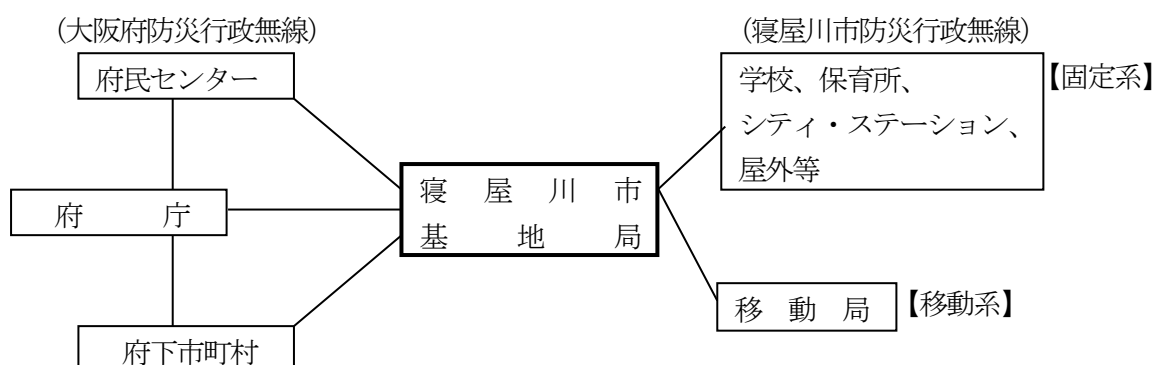 (大阪府防災行政無線)
府民センター
府庁
府下市町村
寝屋川市
基地局
(寝屋川市防災行政無線)
学校、保育所、
シティ・ステーション、
屋外等
【固定系】
移動局
【移動系】